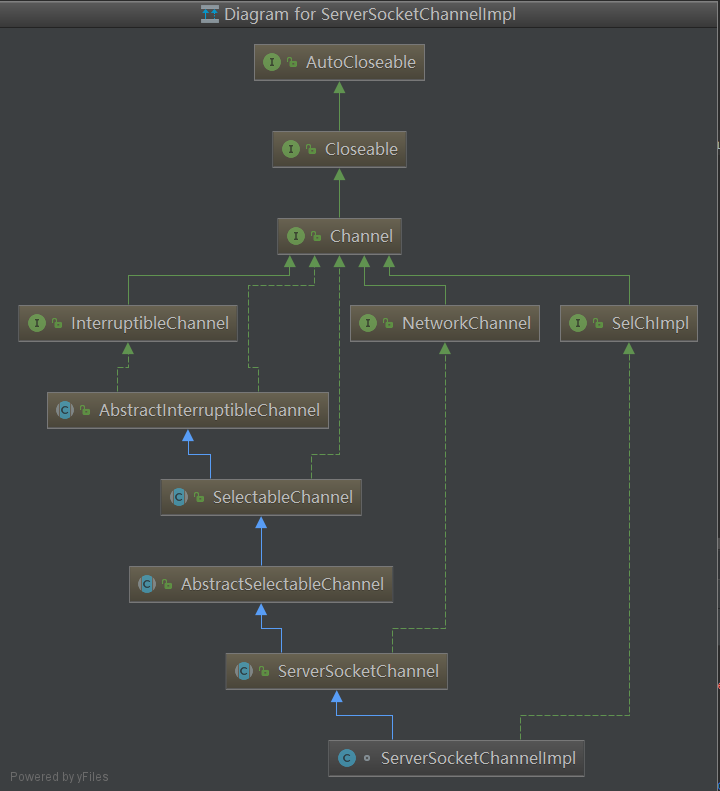 Diagram for ServerSocketChannelImpl
AutoCloseable
Closeable
Channel
InterruptibleChannel
NetworkChannel
SelChImpl
AbstractInterruptibleChannel
SelectableChannel
AbstractSelectableChannel
ServerSocketChannel
ServerSocketChannelImpl
Powered by yFiles